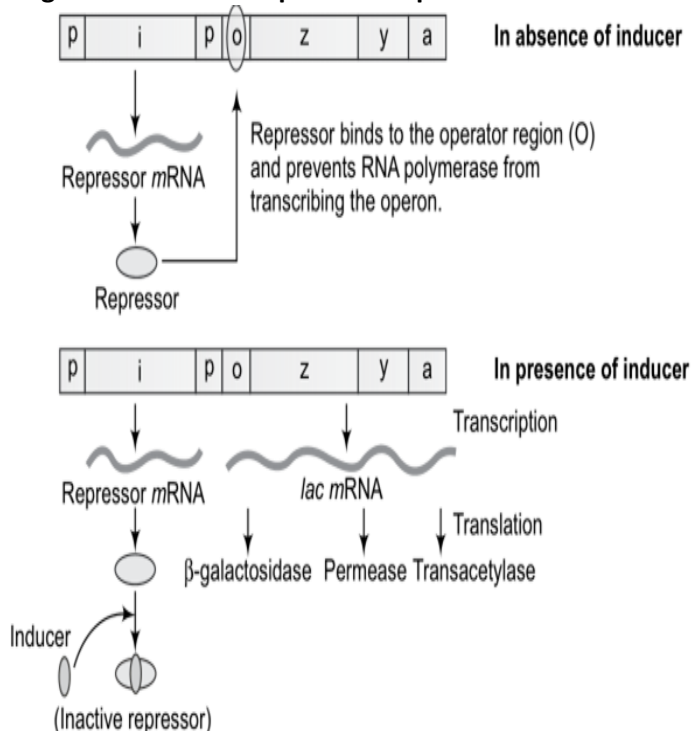 p i p o z y a In absence of inducer
Repressor binds to the operator region (O)
and prevents RNA polymerase from
transcribing the operon.
Repressor mRNA
Repressor
p i p o z y a In presence of inducer
Transcription
Repressor mRNA
lac mRNA
Translation
β-galactosidase Permease Transacetylase
Inducer
(Inactive repressor)